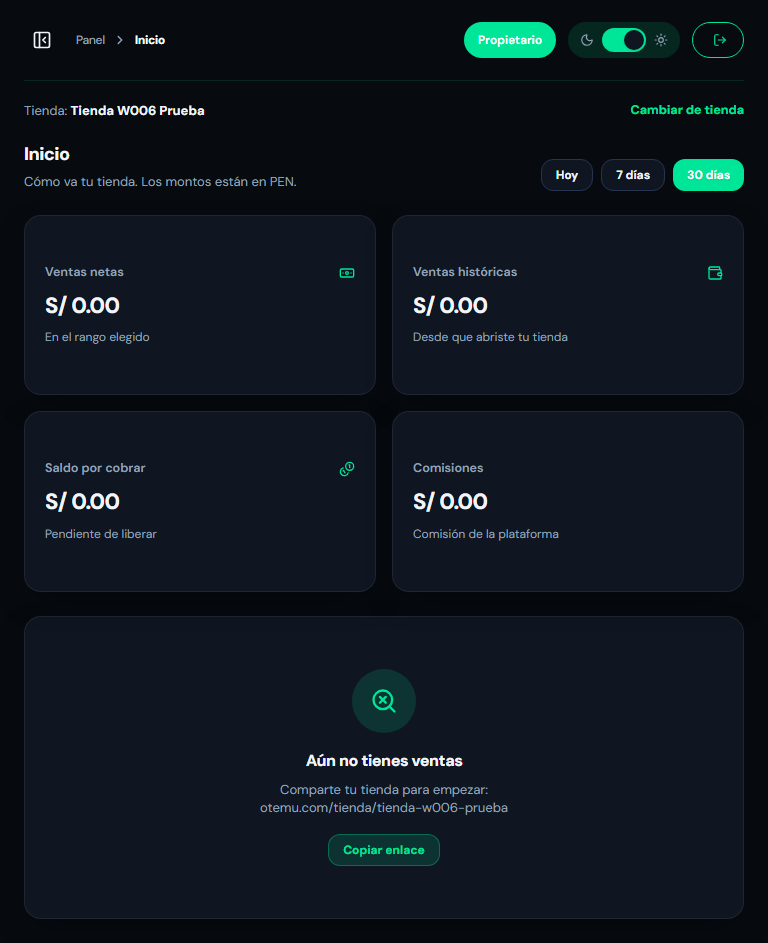 Panel > Inicio
Propietario
Tienda: Tienda W006 Prueba
Cambiar de tienda
Inicio
Cómo va tu tienda. Los montos están en PEN.
Hoy
7 días
30 días
Ventas netas
S/ 0.00
En el rango elegido
Ventas históricas
S/ 0.00
Desde que abriste tu tienda
Saldo por cobrar
S/ 0.00
Pendiente de liberar
Comisiones
S/ 0.00
Comisión de la plataforma
Aún no tienes ventas
Comparte tu tienda para empezar:
otemu.com/tienda/tienda-w006-prueba
Copiar enlace